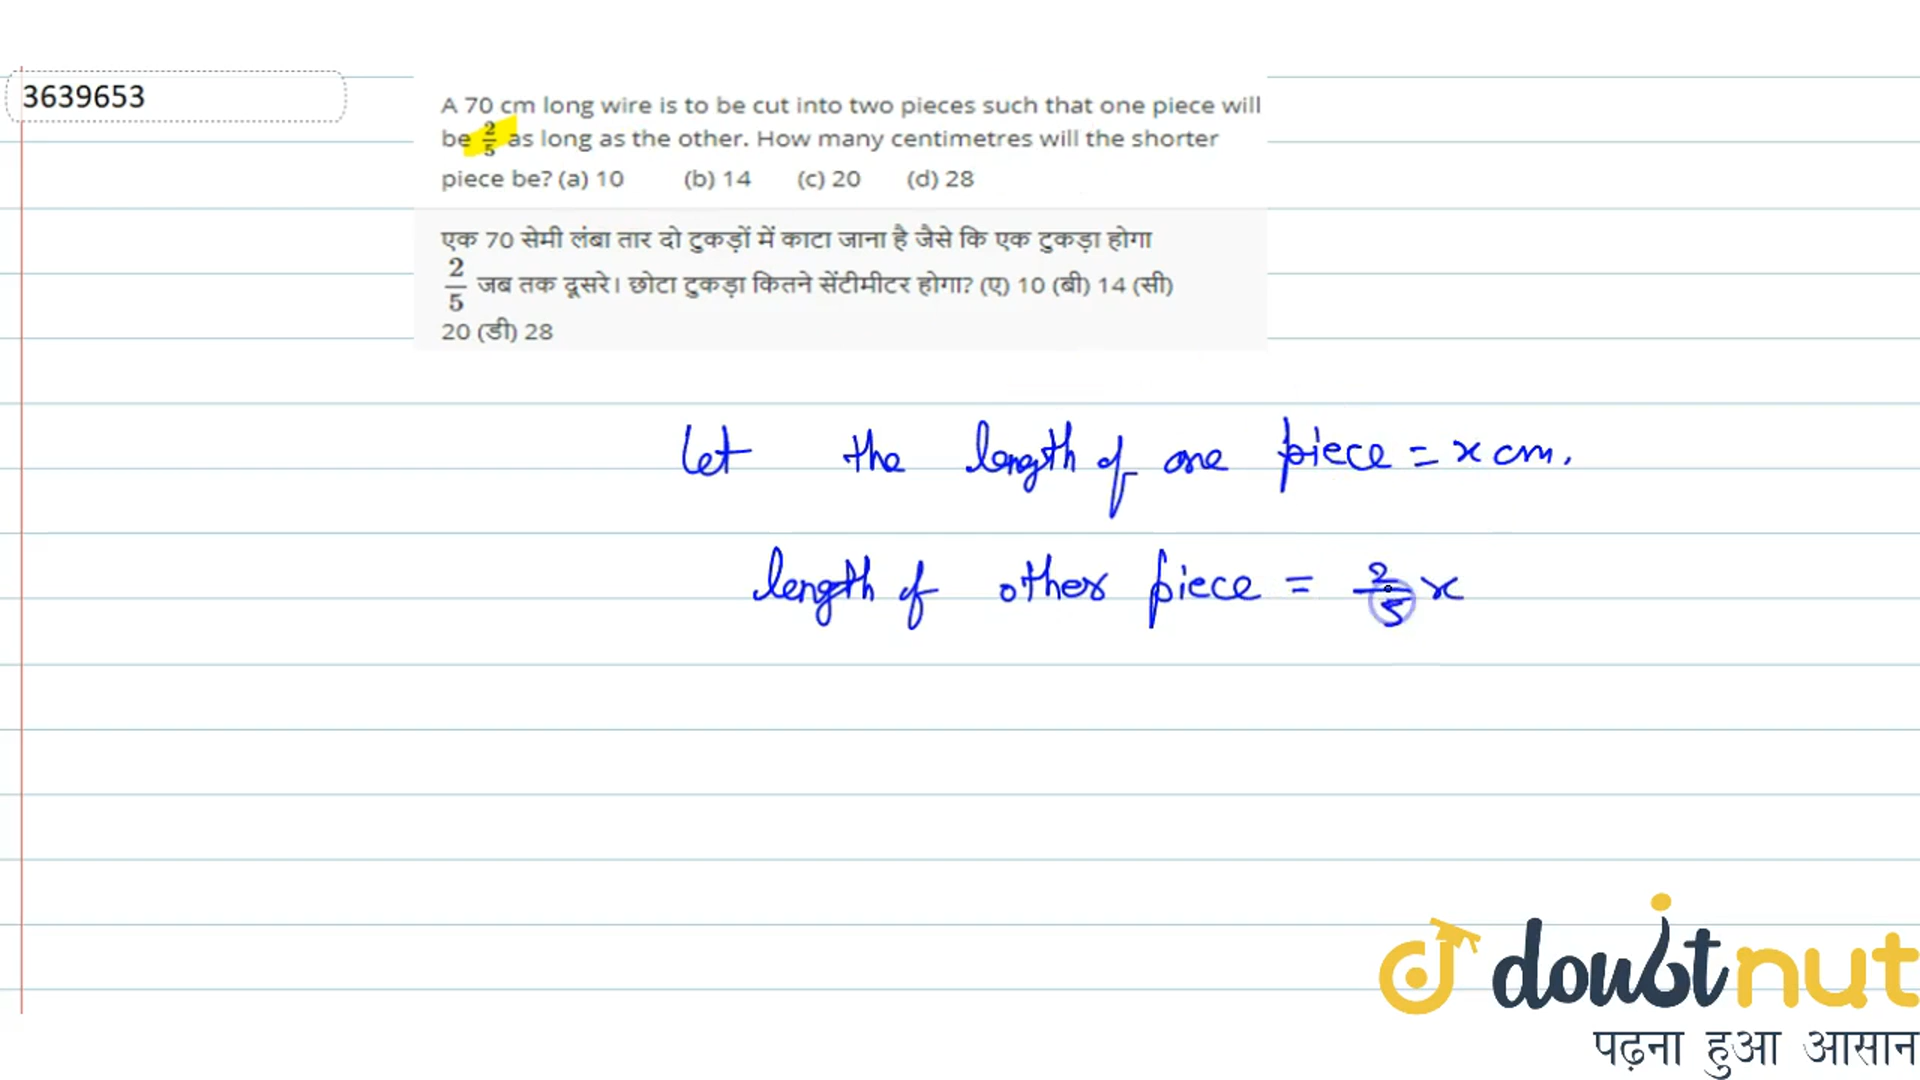 3639653
A 70 cm long wire is to be cut into two pieces such that one piece will
be 2/5 as long as the other. How many centimetres will the shorter
piece be? (a) 10 (b) 14 (c) 20 (d) 28
एक 70 सेमी लंबा तार दो टुकड़ों में काटा जाना है जैसे कि एक टुकड़ा होगा
2/5 जब तक दूसरे। छोटा टुकड़ा कितने सेंटीमीटर होगा? (ए) 10 (बी) 14 (सी)
20 (डी) 28
Let the length of one piece = x cm.
length of other piece = 2/5 x
doubtnut
पढ़ना हुआ आसान